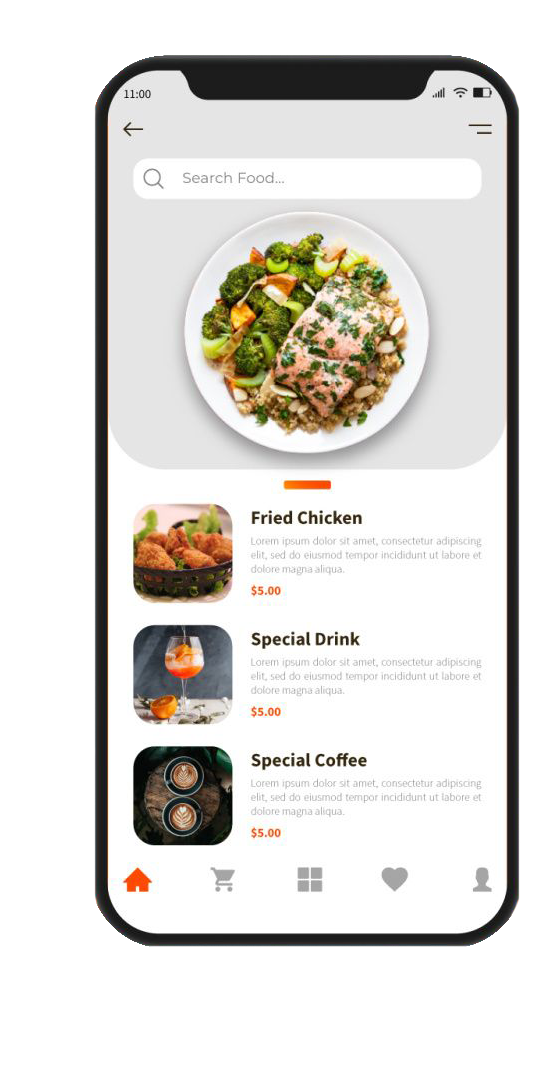 11:00
Search Food...
Fried Chicken
Lorem ipsum dolor sit amet, consectetur adipiscing
elit, sed do eiusmod tempor incididunt ut labore et
dolore magna aliqua.
$5.00
Special Drink
Lorem ipsum dolor sit amet, consectetur adipiscing
elit, sed do eiusmod tempor incididunt ut labore et
dolore magna aliqua.
$5.00
Special Coffee
Lorem ipsum dolor sit amet, consectetur adipiscing
elit, sed do eiusmod tempor incididunt ut labore et
dolore magna aliqua.
$5.00